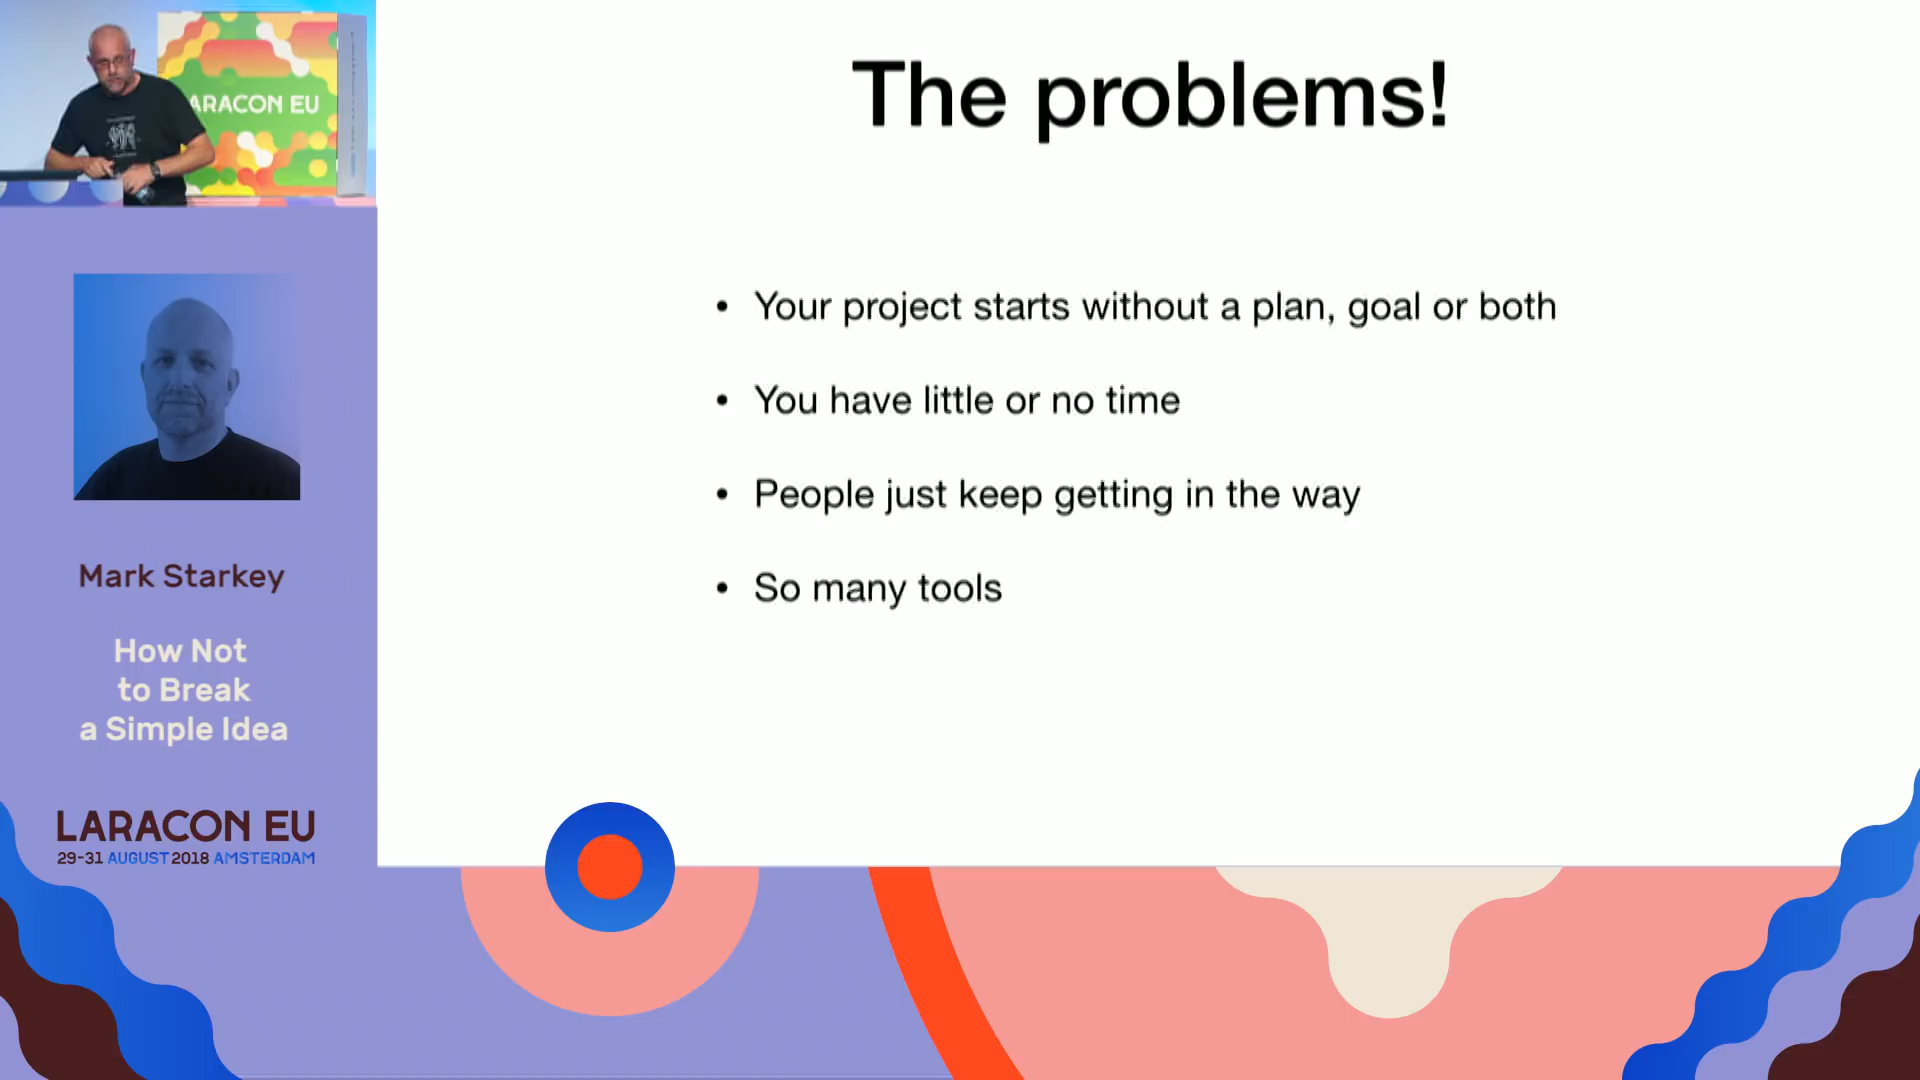 ARACON EU
The problems!
• Your project starts without a plan, goal or both
• You have little or no time
• People just keep getting in the way
• So many tools
Mark Starkey
How Not
to Break
a Simple Idea
LARACON EU
29-31 AUGUST 2018 AMSTERDAM